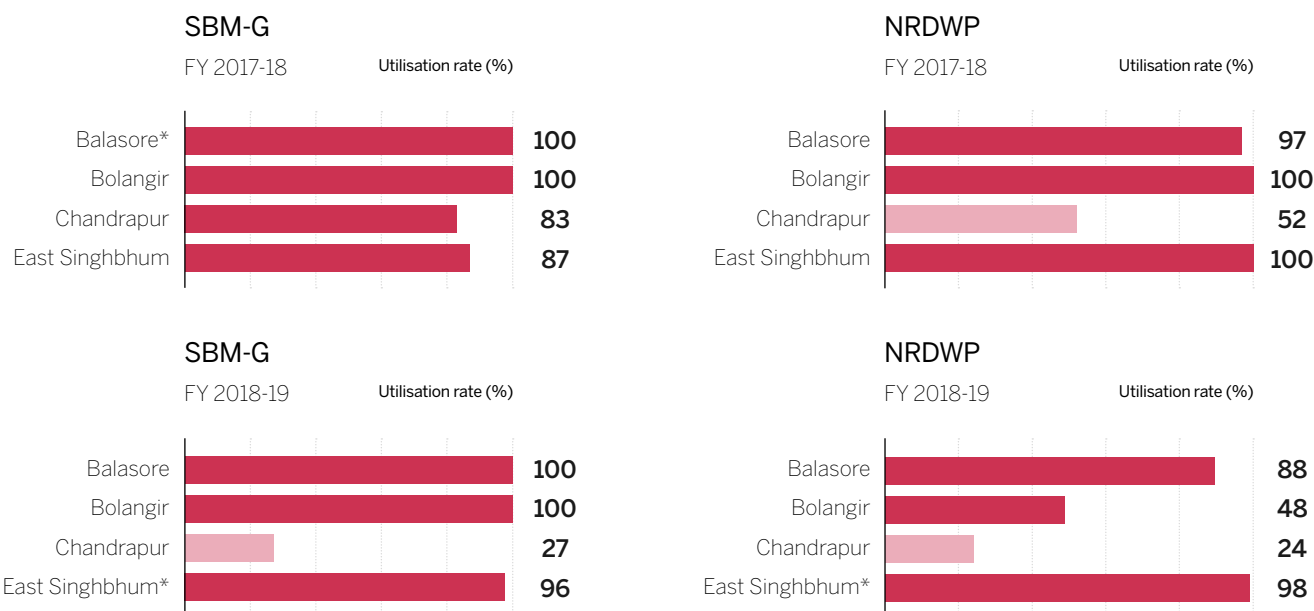 SBM-G
FY 2017-18 Utilisation rate (%)
Balasore* 100
Bolangir 100
Chandrapur 83
East Singhbhum 87
NRDWP
FY 2017-18 Utilisation rate (%)
Balasore 97
Bolangir 100
Chandrapur 52
East Singhbhum 100
SBM-G
FY 2018-19 Utilisation rate (%)
Balasore 100
Bolangir 100
Chandrapur 27
East Singhbhum* 96
NRDWP
FY 2018-19 Utilisation rate (%)
Balasore 88
Bolangir 48
Chandrapur 24
East Singhbhum* 98